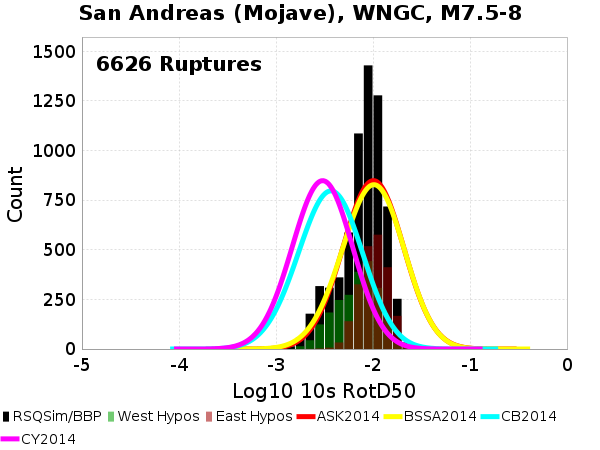 San Andreas (Mojave), WNGC, M7.5-8
6626 Ruptures
1500
1250
1000
750
500
250
0
Count
-5 -4 -3 -2 -1 0
Log10 10s RotD50
RSQSim/BBP West Hypos East Hypos ASK2014 BSSA2014 CB2014
CY2014